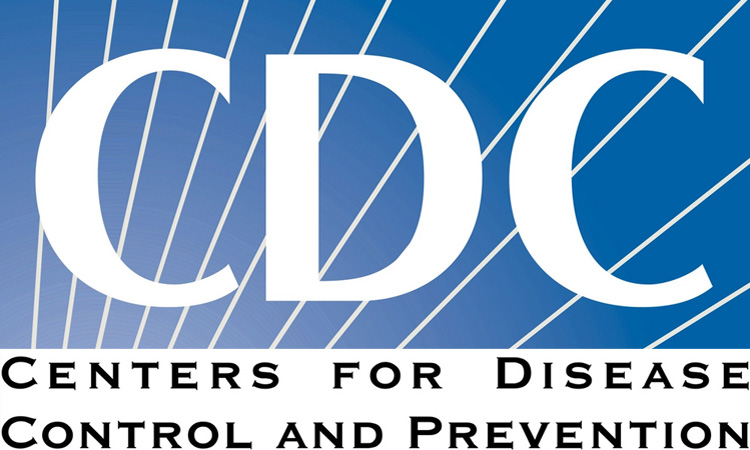 CDC
CENTERS FOR DISEASE
CONTROL AND PREVENTION